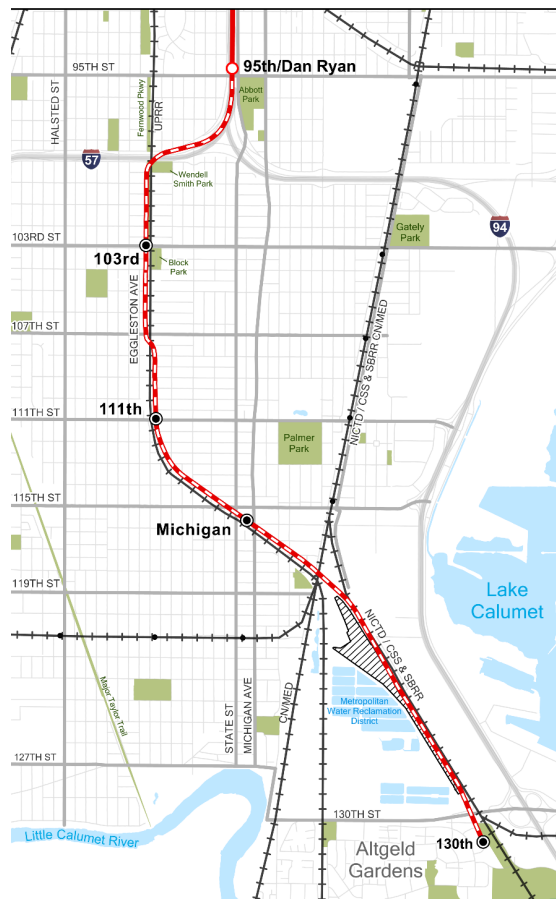 95TH ST
95th/Dan Ryan
HALSTED ST
Fernwood Pkwy
UPRR
Abbott
Park
57
Wendell
Smith Park
94
Gately
Park
103RD ST
103rd
Block
Park
EGGLESTON AVE
107TH ST
NICTD / CSS & SBRR CN/MED
111TH ST
111th
Palmer
Park
115TH ST
Michigan
119TH ST
Lake
Calumet
NICTD / CSS & SBRR
Major Taylor Trail
STATE ST
MICHIGAN AVE
CN/MED
Metropolitan
Water Reclamation
District
127TH ST
130TH ST
Little Calumet River
130th
Altgeld
Gardens